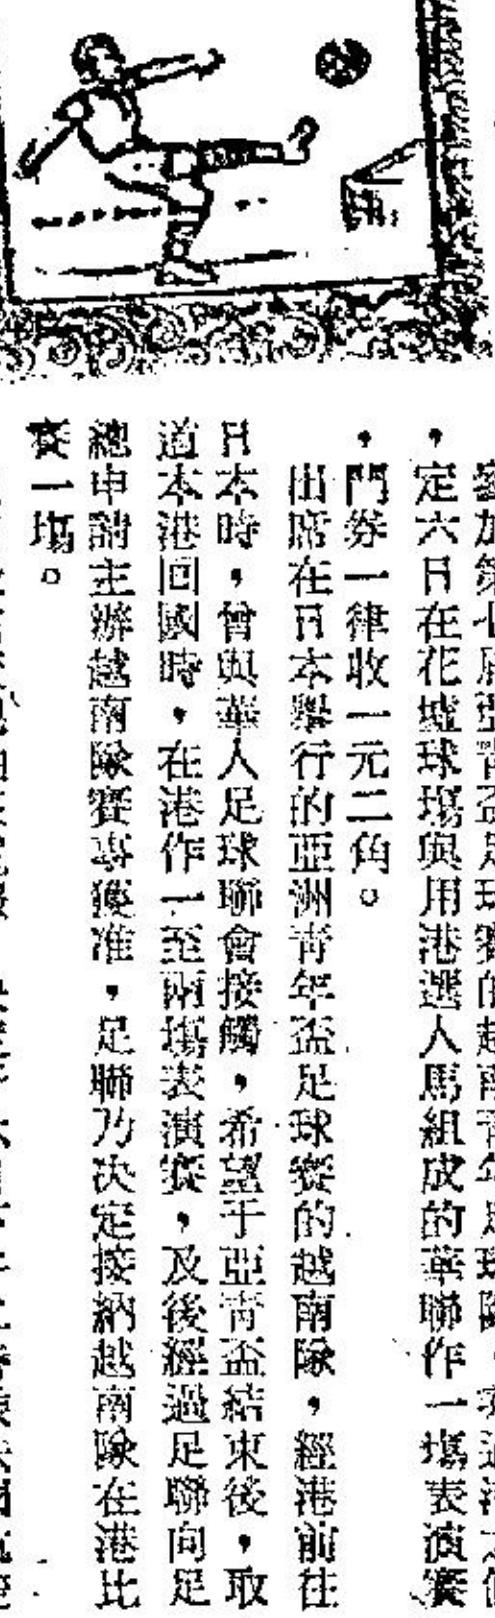 ，定六日在花墟球場與用港選人馬組成的華聯作一場表演賽
，門券一律收一元二角。
出席在日本舉行的亞洲青年盃足球賽的越南隊，經港前往
日本時，曾與華人足球聯會接觸，希望于亞青盃結束後，取
道本港回國時，在港作一至兩塲表演賽，及後經過足聯向足
總申請主辦越南隊賽事獲准，足聯乃決定接納越南隊在港比
賽一塲。